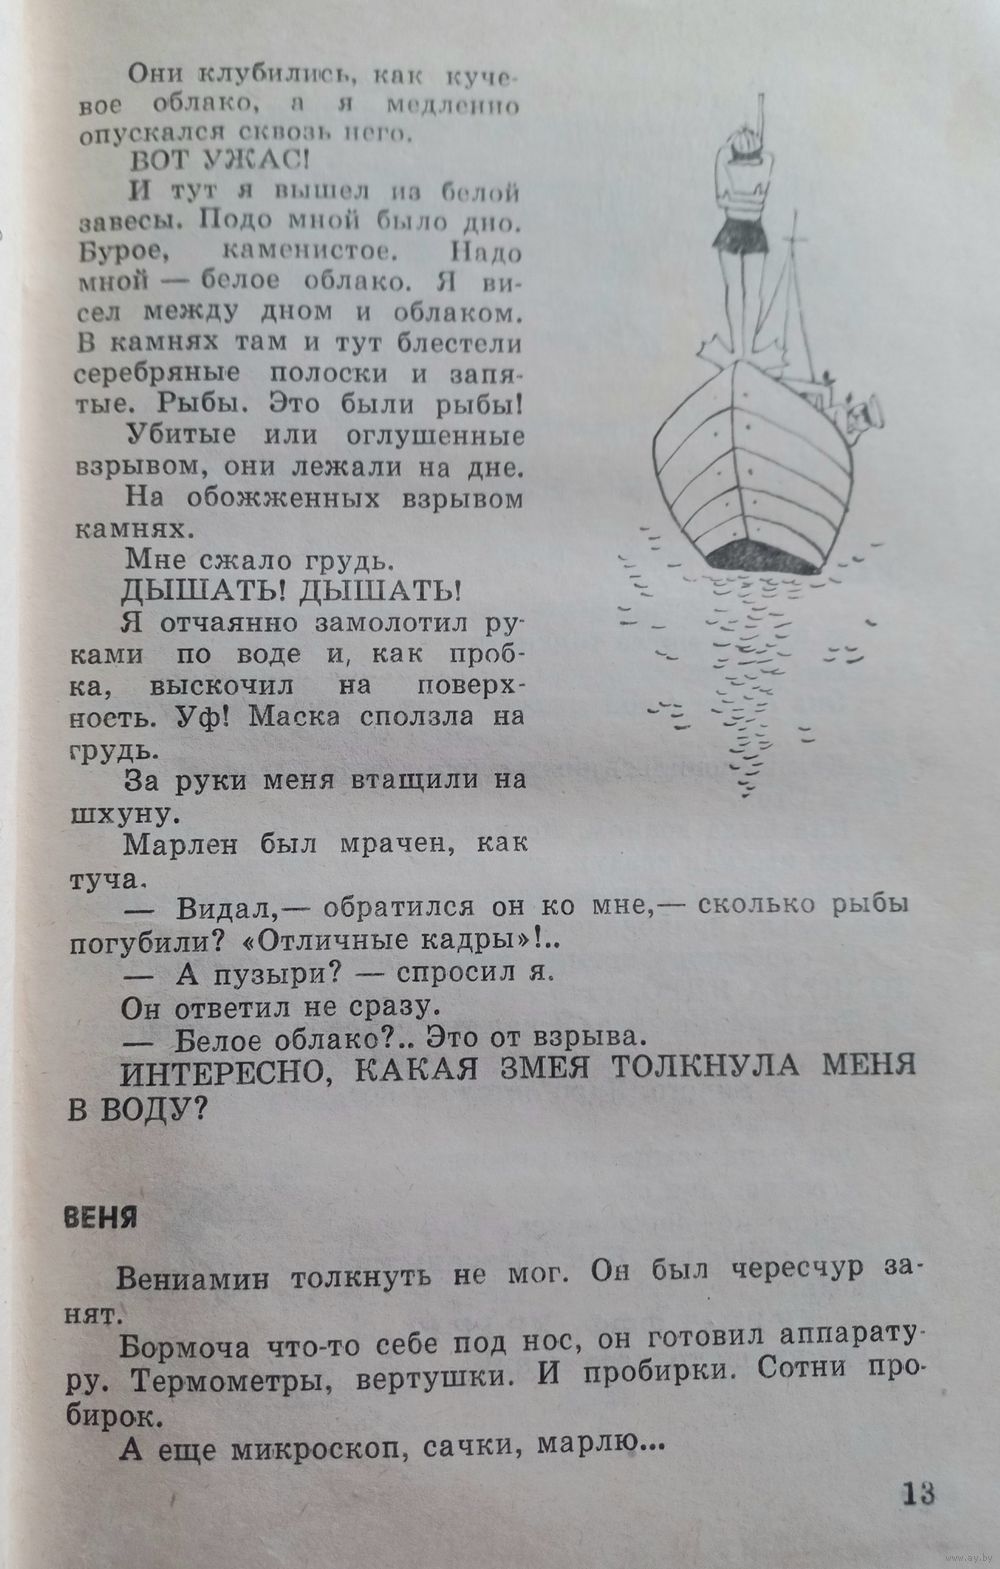 Они клубились, как куче-
вое облако, а я медленно
опускался сквозь него.
ВОТ УЖАС!
И тут я вышел из белой
завесы. Подо мной было дно.
Бурое, каменистое. Надо
мной — белое облако. Я ви-
сел между дном и облаком.
В камнях там и тут блестели
серебряные полоски и запя-
тые. Рыбы. Это были рыбы!
Убитые или оглушенные
взрывом, они лежали на дне.
На обожженных взрывом
камнях.
Мне сжало грудь.
ДЫШАТЬ! ДЫШАТЬ!
Я отчаянно замолотил ру-
ками по воде и, как проб-
ка, выскочил на поверх-
ность. Уф! Маска сползла на
грудь.
За руки меня втащили на
шхуну.
Марлен был мрачен, как
туча.
— Видал,— обратился он ко мне,— сколько рыбы
погубили? «Отличные кадры»!..
— А пузыри? — спросил я.
Он ответил не сразу.
— Белое облако?.. Это от взрыва.
ИНТЕРЕСНО, КАКАЯ ЗМЕЯ ТОЛКНУЛА МЕНЯ
В ВОДУ?
ВЕНЯ
Вениамин толкнуть не мог. Он был чересчур за-
нят.
Бормоча что-то себе под нос, он готовил аппарату-
ру. Термометры, вертушки. И пробирки. Сотни про-
бирок.
А еще микроскоп, сачки, марлю...
13
www.ay.by